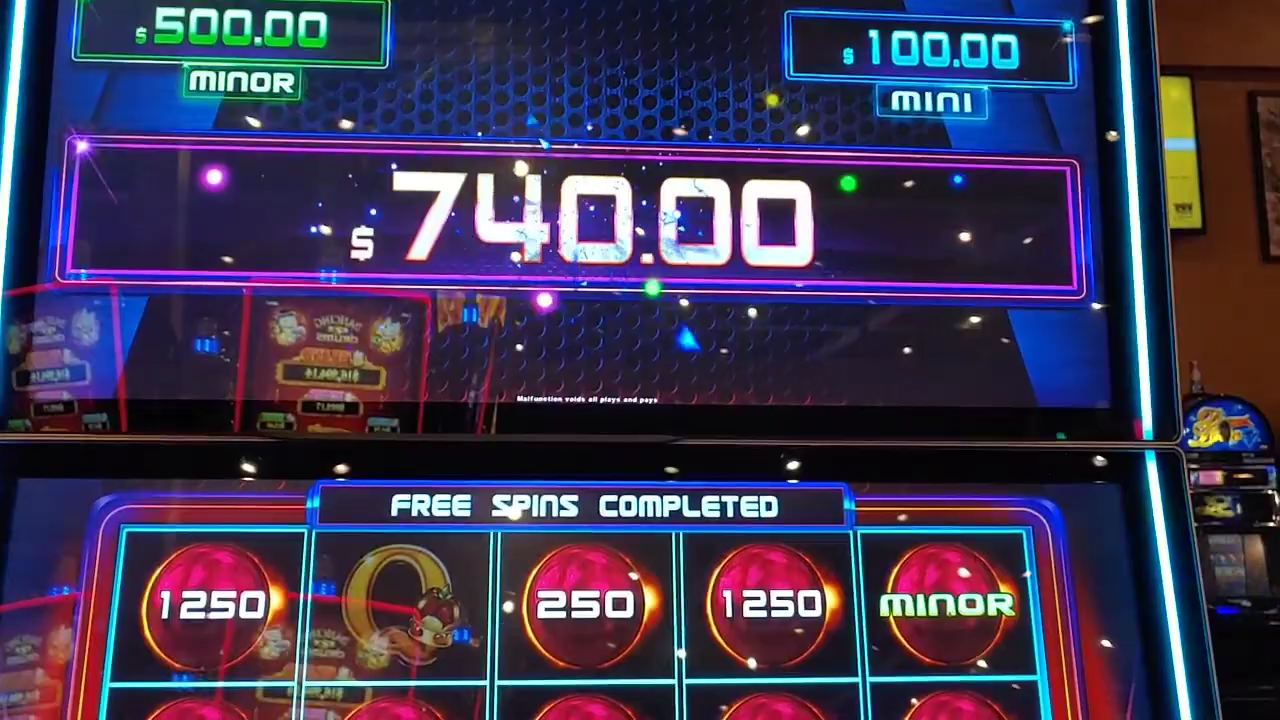 $500.00
MINOR
$100.00
MINI
$740.00
Malfunction voids all plays and pays
FREE SPINS COMPLETED
1250
Q
250
1250
MINOR